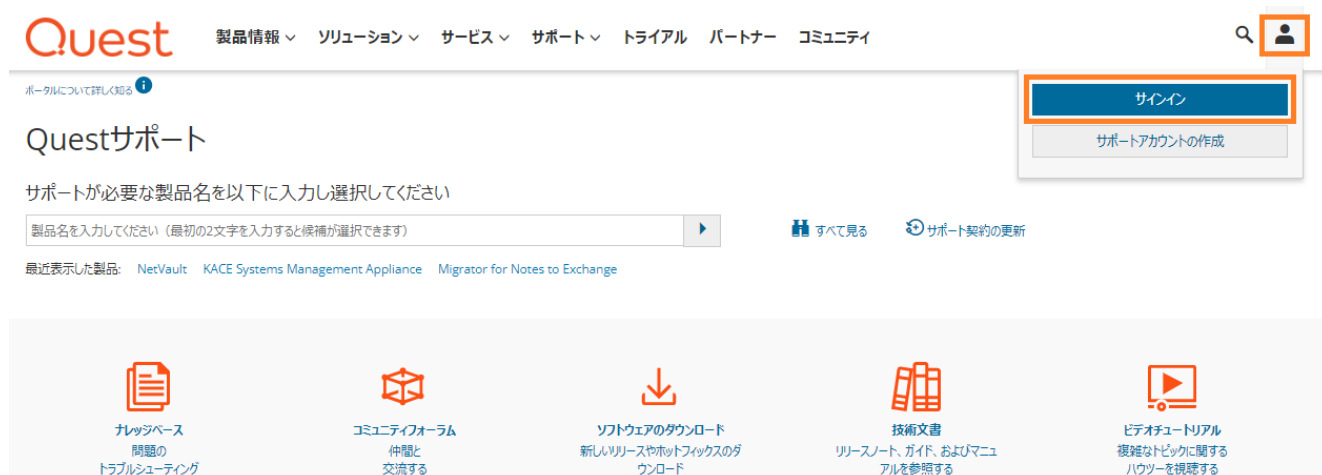 Quest 製品情報 ソリューション サービス サポート トライアル パートナー コミュニティ
ポータルについて詳しく知る
サインイン
サポートアカウントの作成
Questサポート
サポートが必要な製品名を以下に入力し選択してください
製品名を入力してください（最初の2文字を入力すると候補が選択できます）
すべて見る サポート契約の更新
最近表示した製品: NetVault KACE Systems Management Appliance Migrator for Notes to Exchange
ナレッジベース
問題の
トラブルシューティング
コミュニティフォーラム
仲間と
交流する
ソフトウェアのダウンロード
新しいリリースやホットフィックスのダ
ウンロード
技術文書
リリースノート、ガイド、およびマニュ
アルを参照する
ビデオチュートリアル
複雑なトピックに関する
ハウツーを視聴する